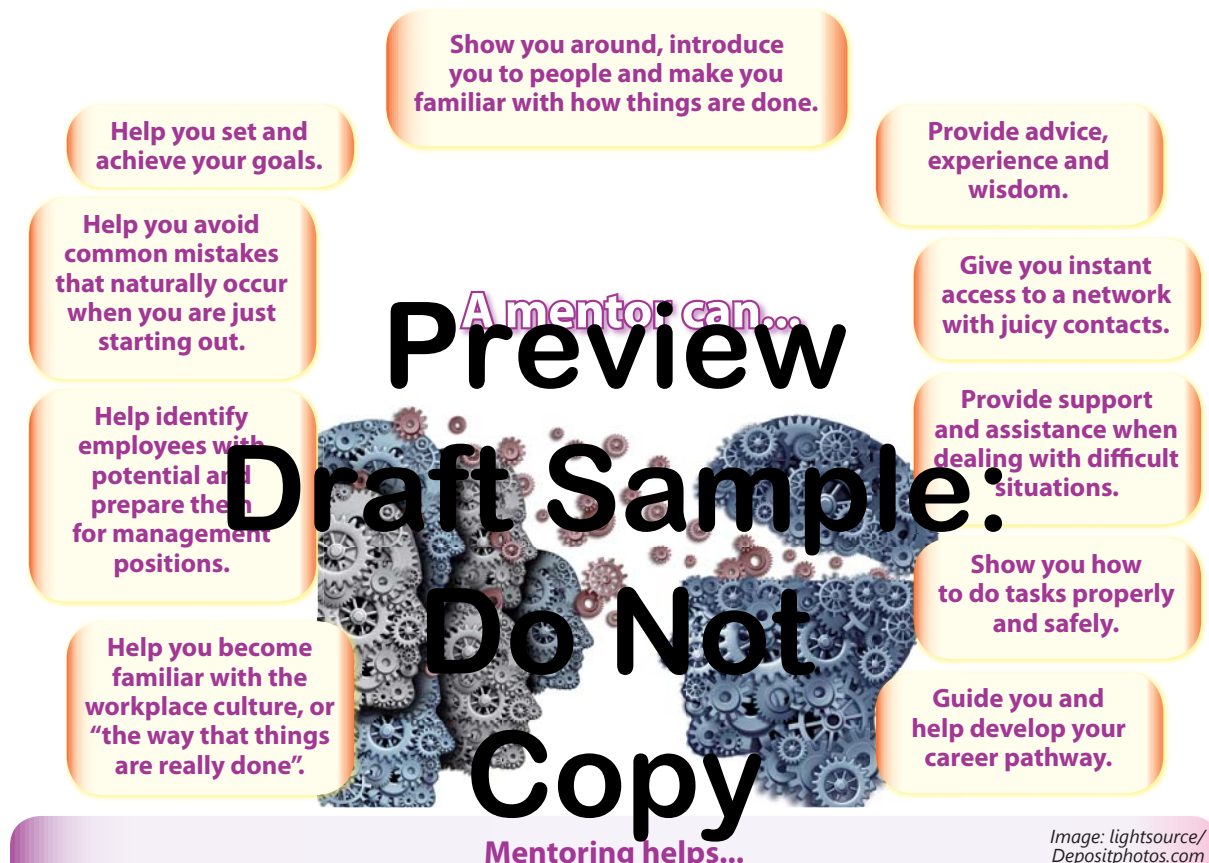 Show you around, introduce
you to people and make you
familiar with how things are done.
Help you set and
achieve your goals.
Provide advice,
experience and
wisdom.
Help you avoid
common mistakes
that naturally occur
when you are just
starting out.
Give you instant
access to a network
with juicy contacts.
A mentor can...
Preview
Draft Sample:
Do Not
Copy
Help identify
employees with
potential and
prepare them
for management
positions.
Provide support
and assistance when
dealing with difficult
situations.
Show you how
to do tasks properly
and safely.
Help you become
familiar with the
workplace culture, or
“the way that things
are really done”.
Guide you and
help develop your
career pathway.
Mentoring helps...
Image: lightsource/
Depositphotos.com